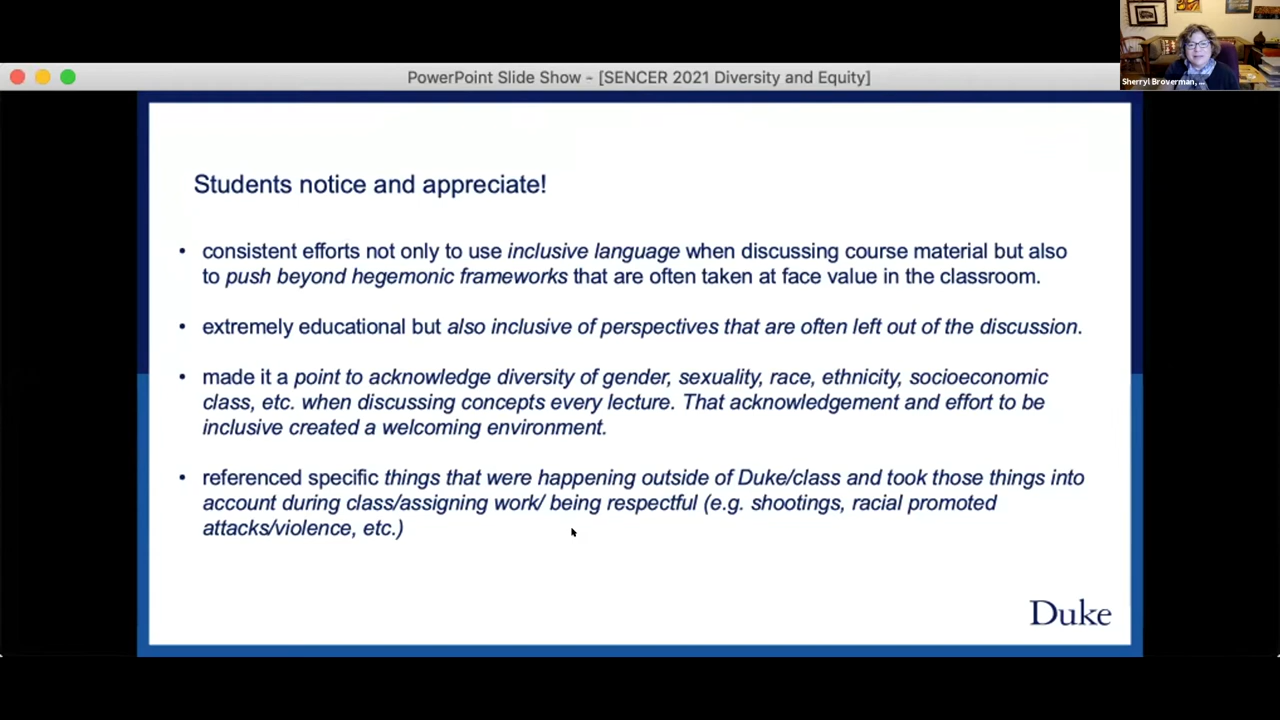 PowerPoint Slide Show - [SENCER 2021 Diversity and Equity]
Sherryl Broverman, ...
Students notice and appreciate!
• consistent efforts not only to use inclusive language when discussing course material but also
to push beyond hegemonic frameworks that are often taken at face value in the classroom.
• extremely educational but also inclusive of perspectives that are often left out of the discussion.
• made it a point to acknowledge diversity of gender, sexuality, race, ethnicity, socioeconomic
class, etc. when discussing concepts every lecture. That acknowledgement and effort to be
inclusive created a welcoming environment.
• referenced specific things that were happening outside of Duke/class and took those things into
account during class/assigning work/ being respectful (e.g. shootings, racial promoted
attacks/violence, etc.)
Duke